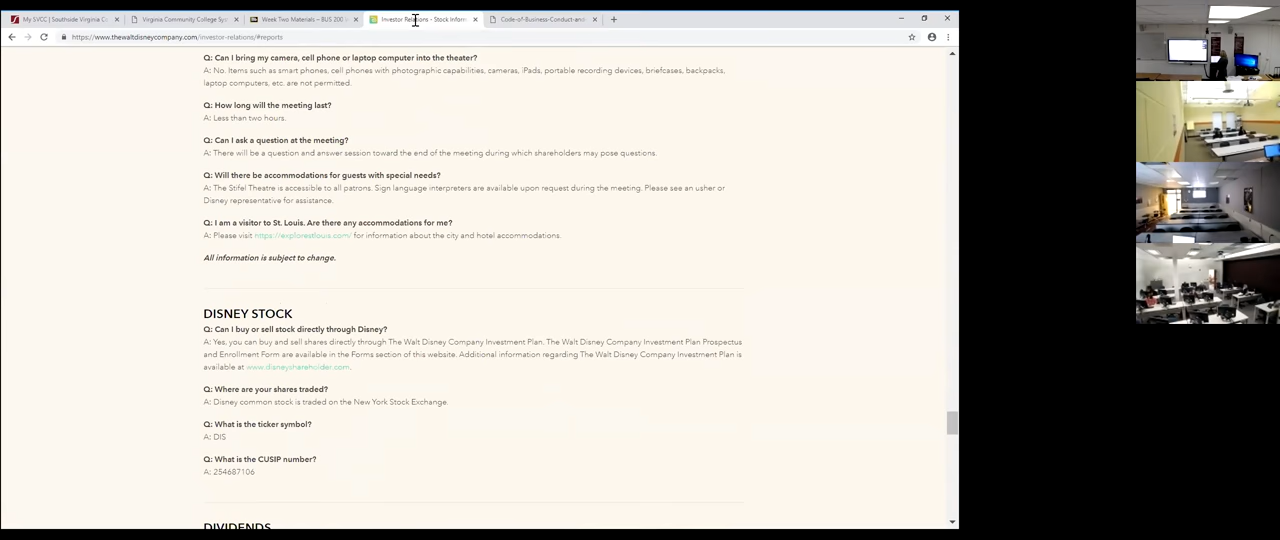 My SVCC | Southside Virginia C
Virginia Community College Sy
Week Two Materials – BUS 200
Investor Relations - Stock Inform
Code-of-Business-Conduct-and
https://www.thewaltdisneycompany.com/investor-relations/#reports
Q: Can I bring my camera, cell phone or laptop computer into the theater?
A: No. Items such as smart phones, cell phones with photographic capabilities, cameras, iPads, portable recording devices, briefcases, backpacks,
laptop computers, etc. are not permitted.
Q: How long will the meeting last?
A: Less than two hours.
Q: Can I ask a question at the meeting?
A: There will be a question and answer session toward the end of the meeting during which shareholders may pose questions.
Q: Will there be accommodations for guests with special needs?
A: The Stifel Theatre is accessible to all patrons. Sign language interpreters are available upon request during the meeting. Please see an usher or
Disney representative for assistance.
Q: I am a visitor to St. Louis. Are there any accommodations for me?
A: Please visit https://explorestlouis.com/ for information about the city and hotel accommodations.
All information is subject to change.
DISNEY STOCK
Q: Can I buy or sell stock directly through Disney?
A: Yes, you can buy and sell shares directly through The Walt Disney Company Investment Plan. The Walt Disney Company Investment Plan Prospectus
and Enrollment Form are available in the Forms section of this website. Additional information regarding The Walt Disney Company Investment Plan is
available at www.disneyshareholder.com.
Q: Where are your shares traded?
A: Disney common stock is traded on the New York Stock Exchange.
Q: What is the ticker symbol?
A: DIS
Q: What is the CUSIP number?
A: 254687106
DIVIDENDS